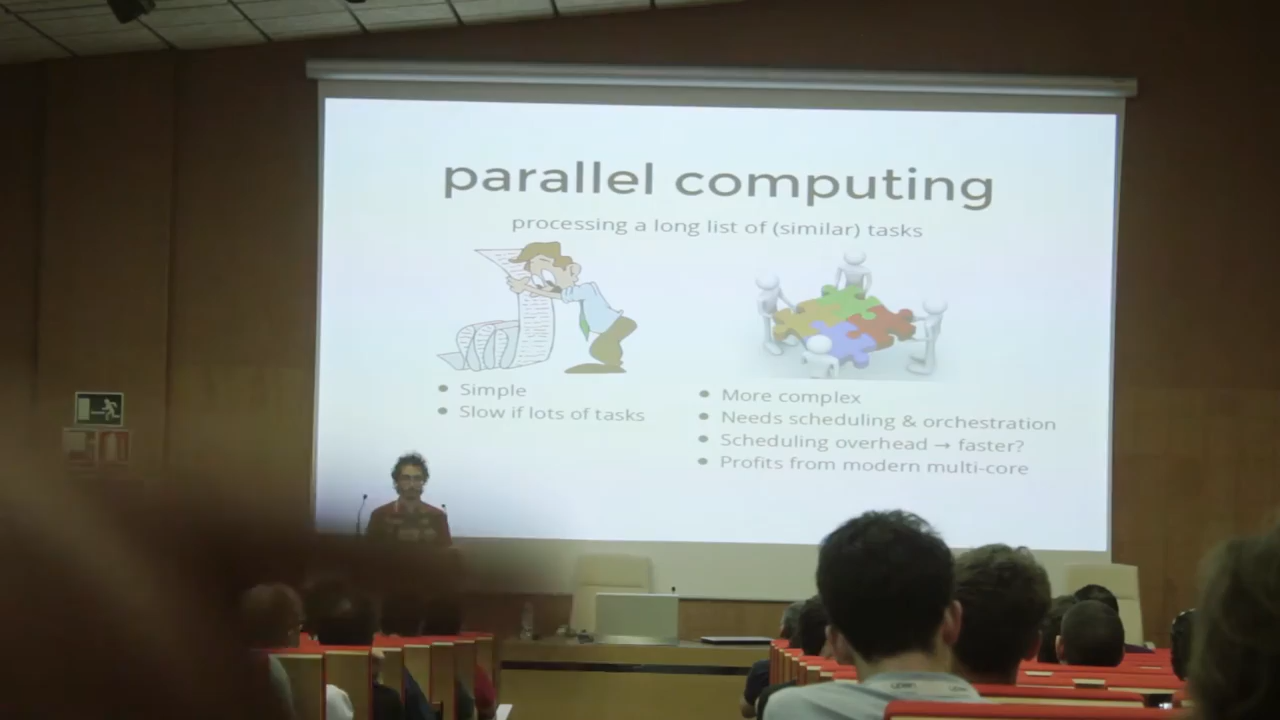 parallel computing
processing a long list of (similar) tasks
Simple
Slow if lots of tasks
More complex
Needs scheduling & orchestration
Scheduling overhead → faster?
Profits from modern multi-core